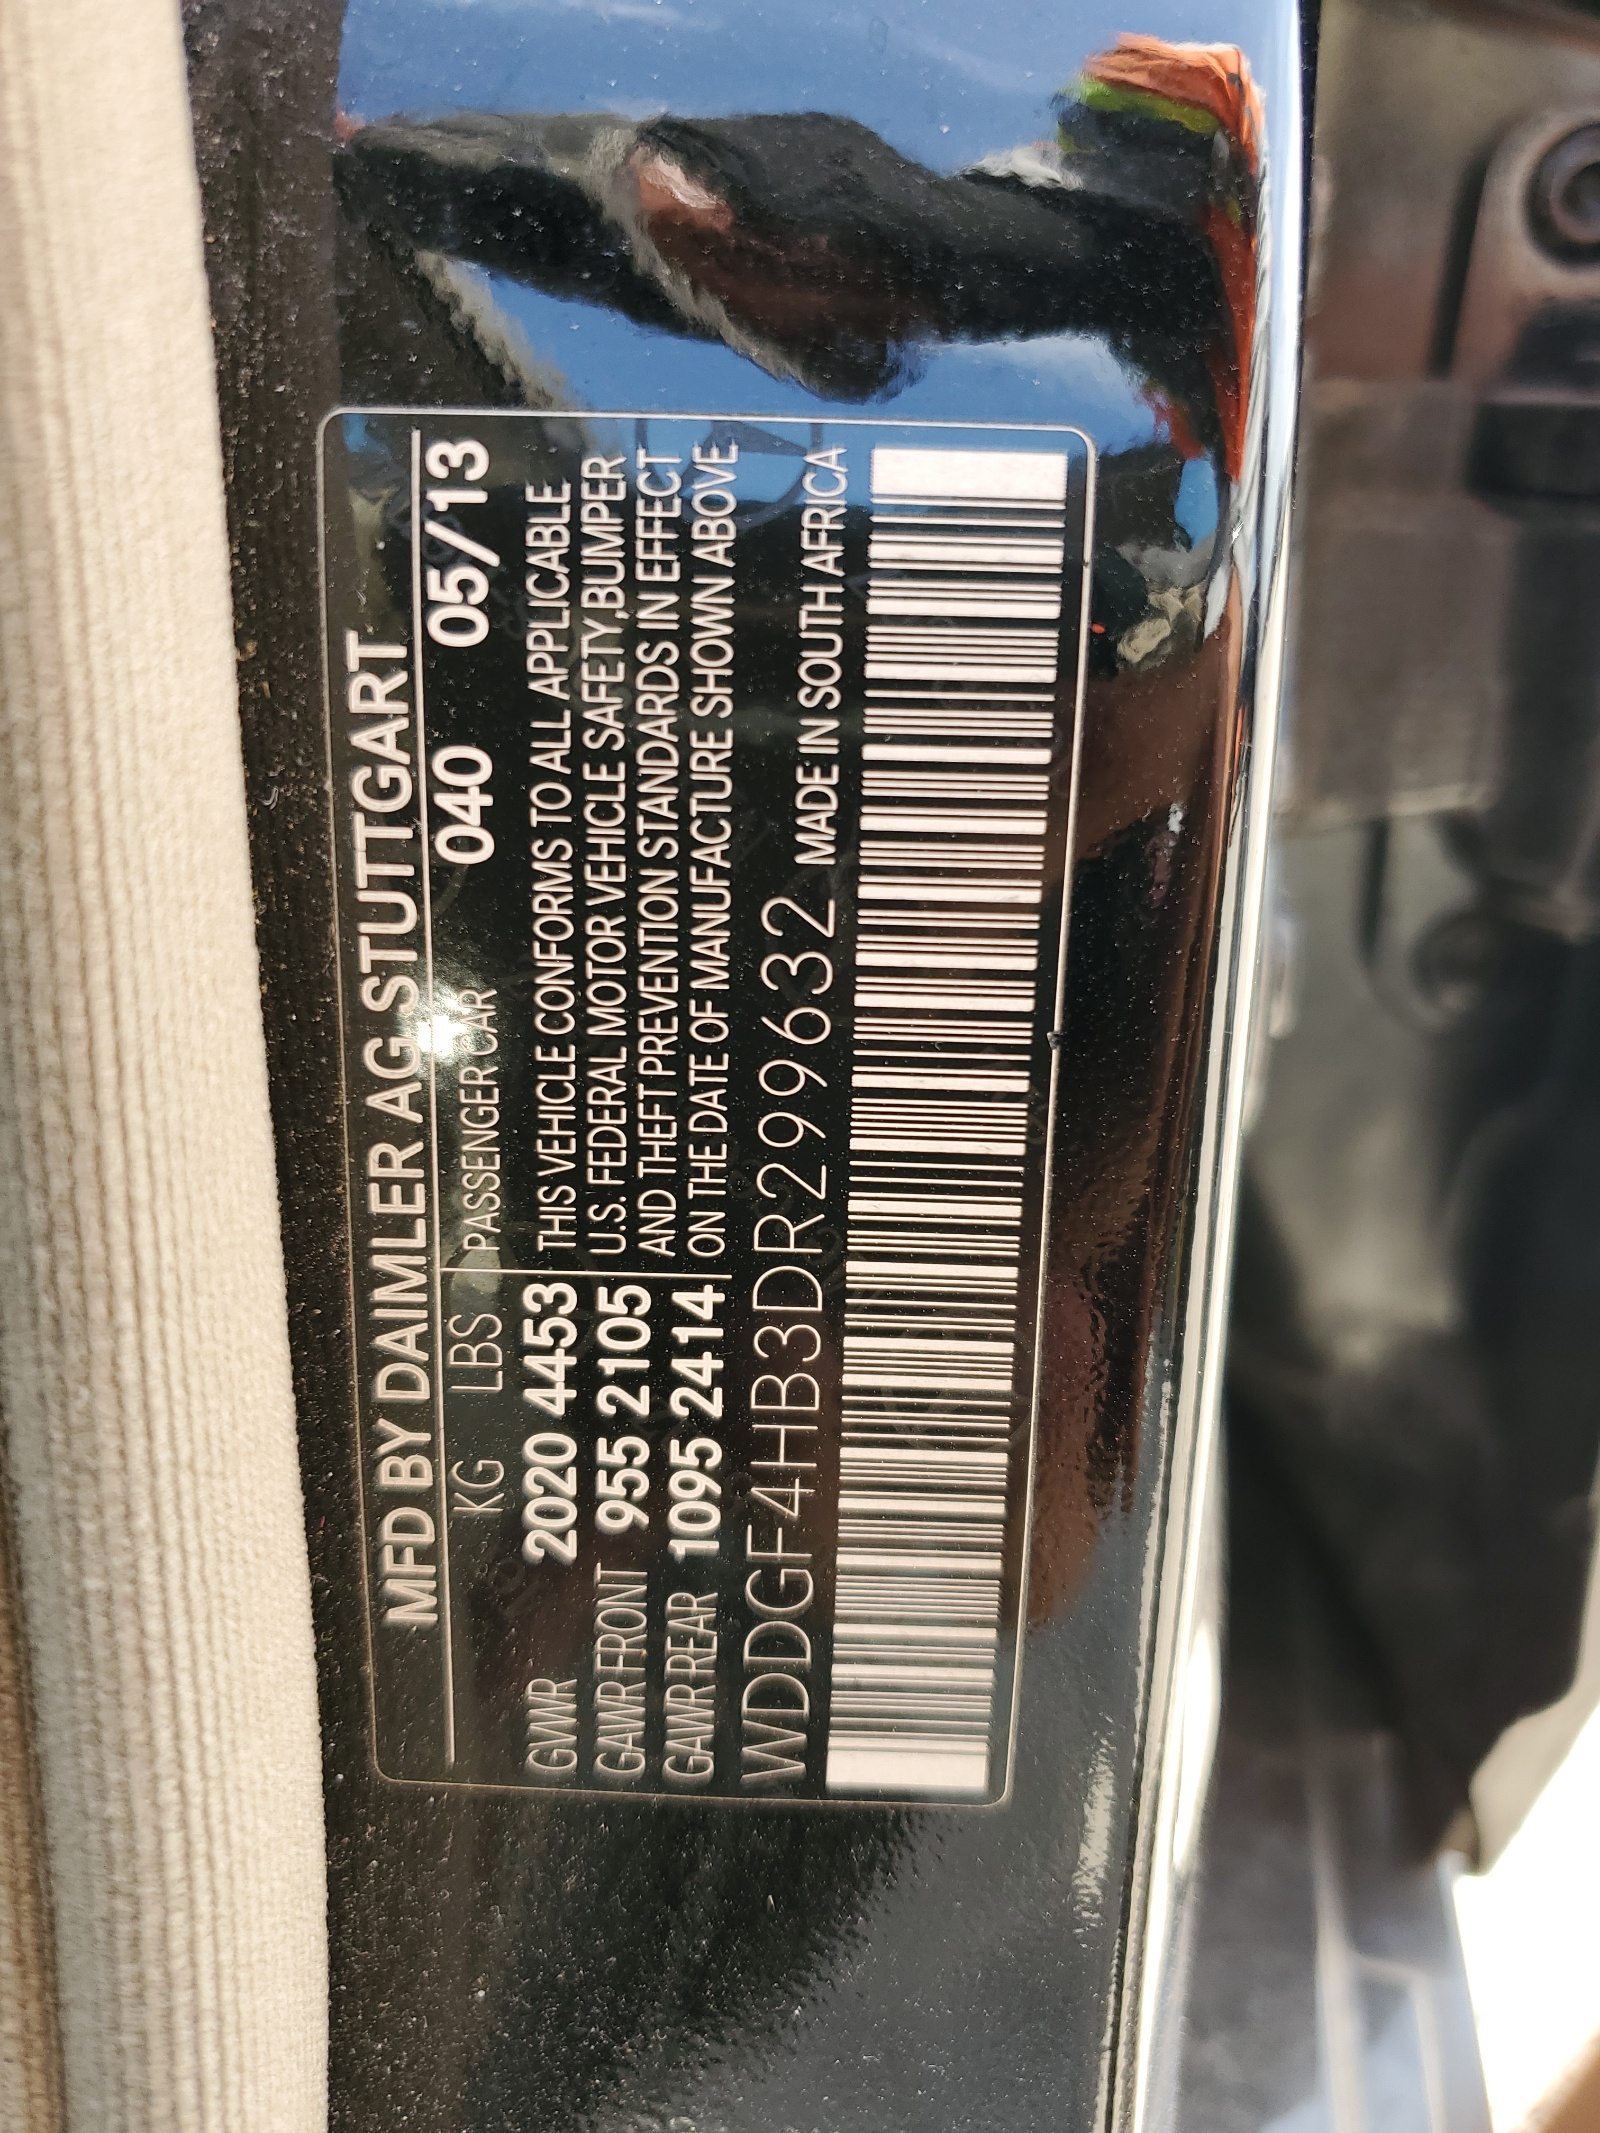 MFD BY DAIMLER AG STUTTGART
KG LBS PASSENGER CAR 040 05/13
GVWR 2020 4453 THIS VEHICLE CONFORMS TO ALL APPLICABLE
GAWR FRONT 955 2105 U.S. FEDERAL MOTOR VEHICLE SAFETY,BUMPER
GAWR REAR 1095 2414 AND THEFT PREVENTION STANDARDS IN EFFECT
ON THE DATE OF MANUFACTURE SHOWN ABOVE
WDDGF4HB3DR299632 MADE IN SOUTH AFRICA